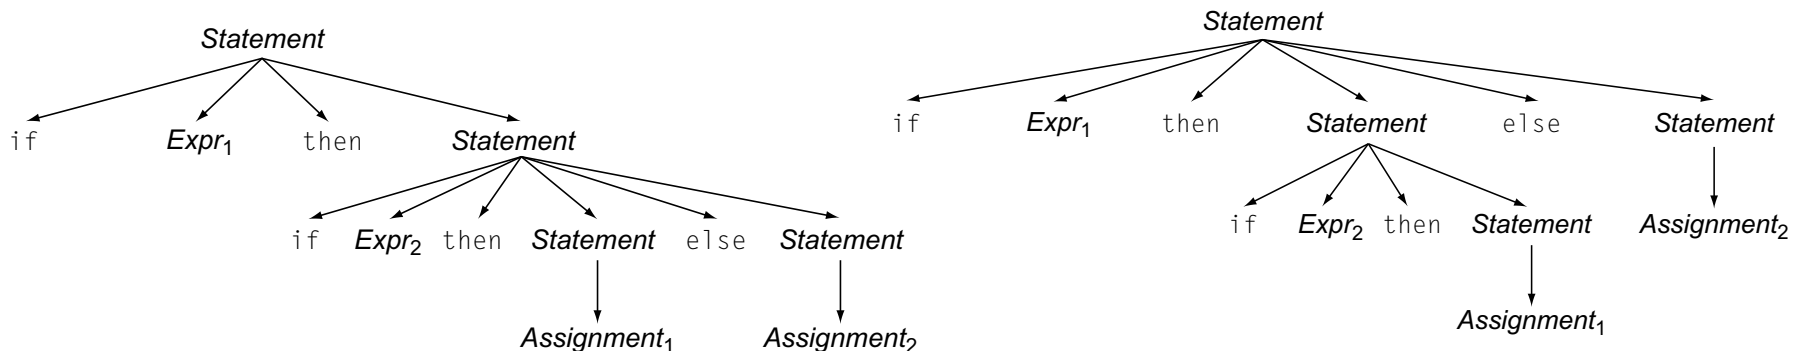 Statement
if Expr1 then Statement
if Expr2 then Statement else Statement
Assignment1 Assignment2
Statement
if Expr1 then Statement else Statement
if Expr2 then Statement Assignment2
Assignment1